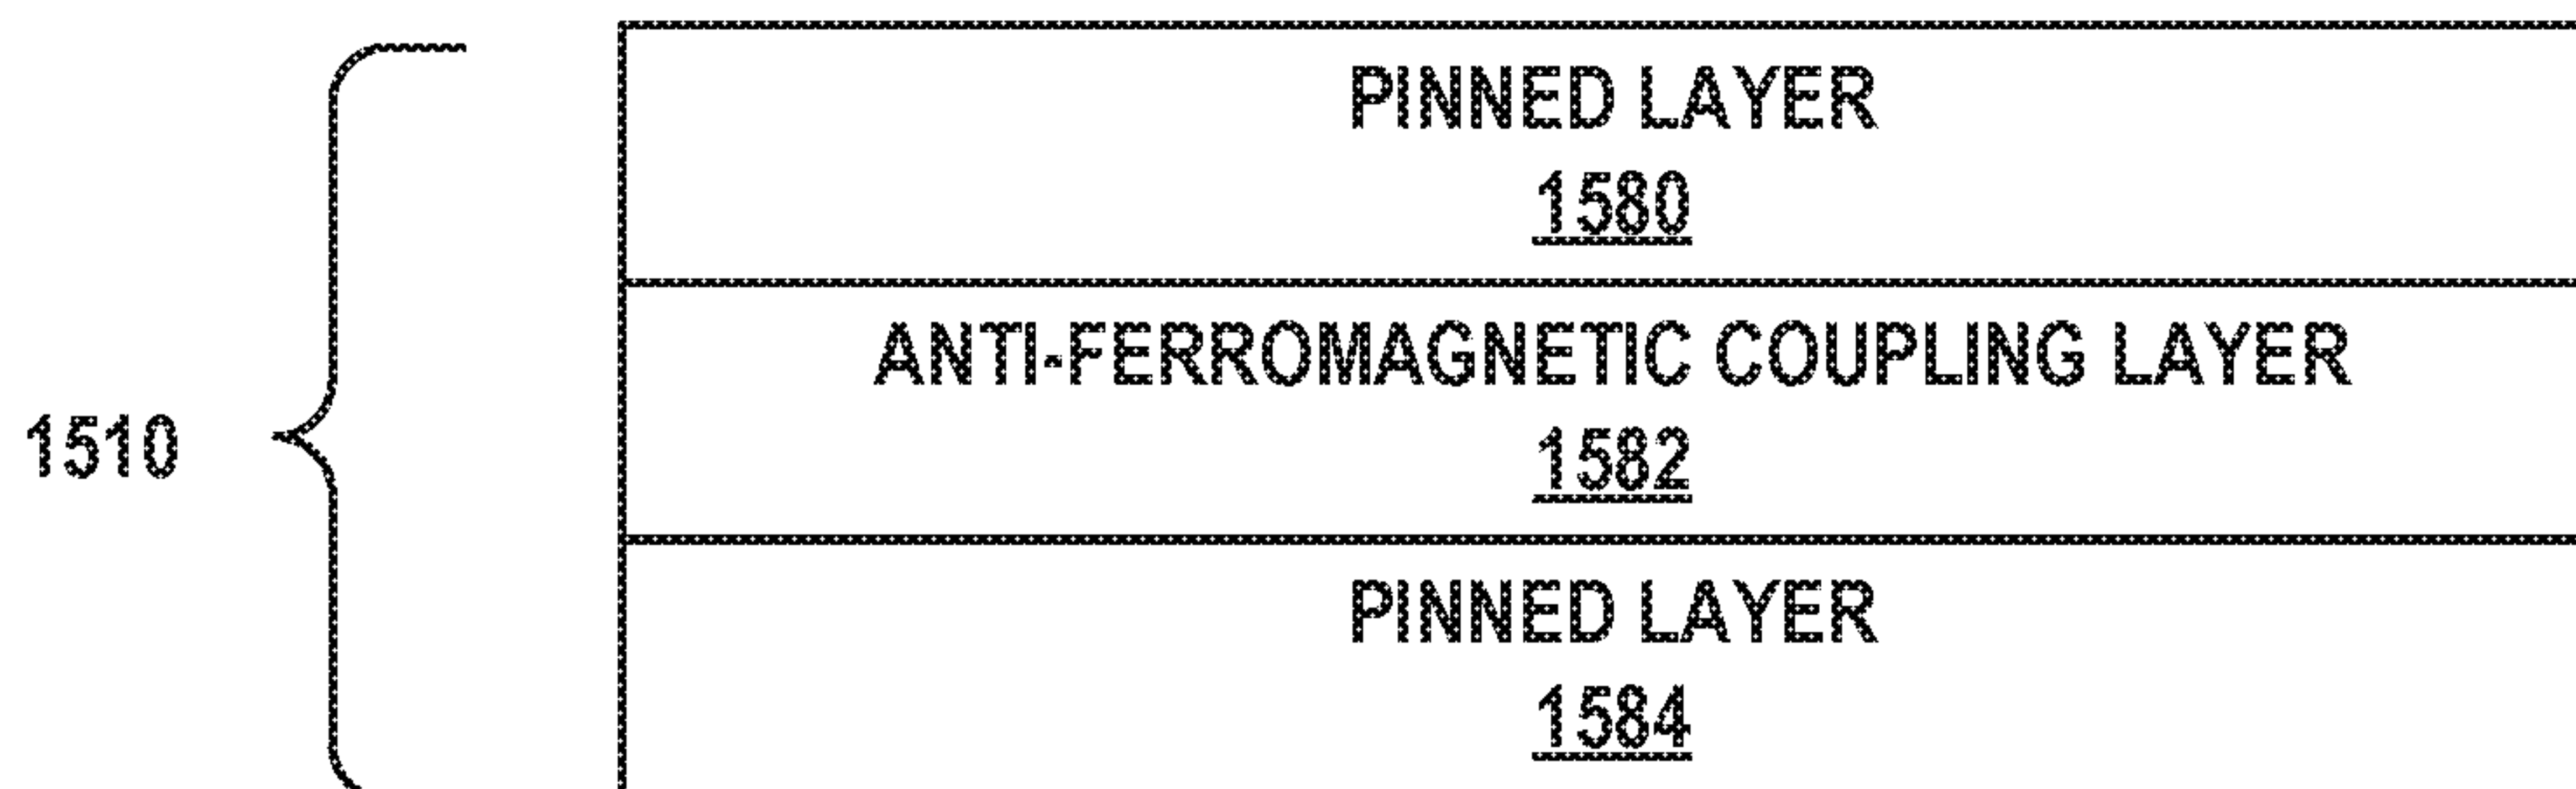 PINNED LAYER
1580
ANTI-FERROMAGNETIC COUPLING LAYER
1510
1582
PINNED LAYER
1584